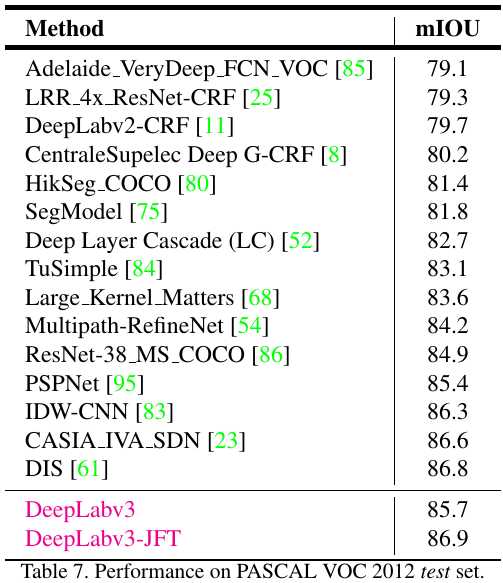 Method mIOU
Adelaide_VeryDeep_FCN_VOC [85] 79.1
LRR_4x_ResNet-CRF [25] 79.3
DeepLabv2-CRF [11] 79.7
CentraleSupelec Deep G-CRF [8] 80.2
HikSeg_COCO [80] 81.4
SegModel [75] 81.8
Deep Layer Cascade (LC) [52] 82.7
TuSimple [84] 83.1
Large_Kernel_Matters [68] 83.6
Multipath-RefineNet [54] 84.2
ResNet-38_MS_COCO [86] 84.9
PSPNet [95] 85.4
IDW-CNN [83] 86.3
CASIA_IVA_SDN [23] 86.6
DIS [61] 86.8
DeepLabv3 85.7
DeepLabv3-JFT 86.9
Table 7. Performance on PASCAL VOC 2012 test set.